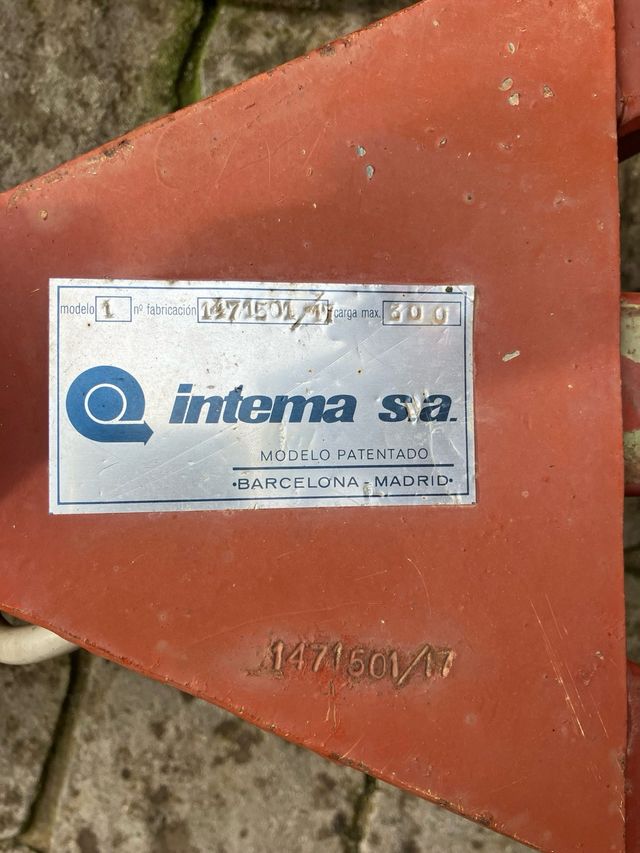 modelo 1 nº fabricación 1471501/17 carga max. 300
intema s.a.
MODELO PATENTADO
·BARCELONA - MADRID·
1471501/17